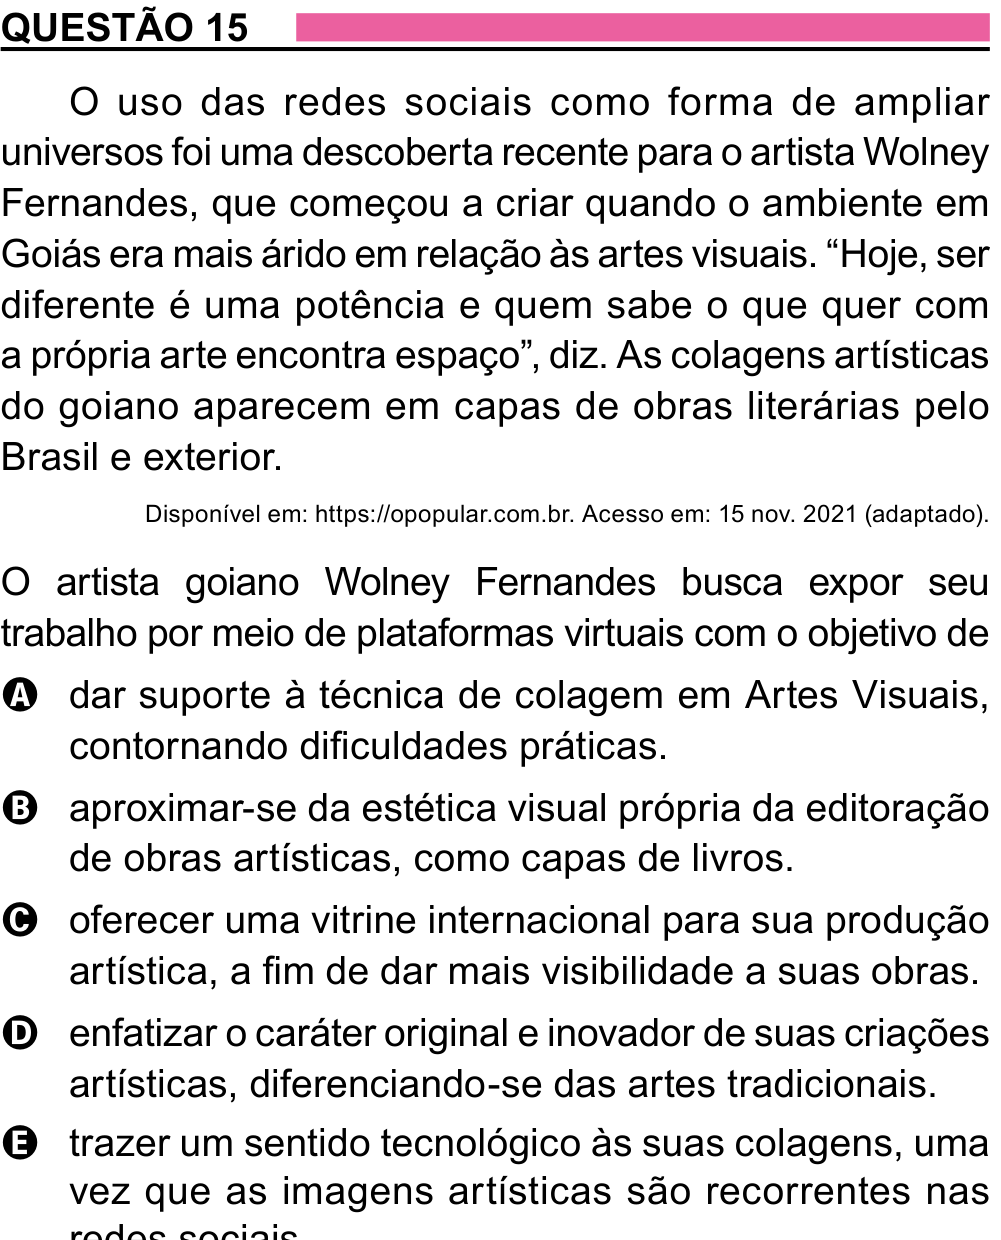 QUESTÃO 15
O uso das redes sociais como forma de ampliar
universos foi uma descoberta recente para o artista Wolney
Fernandes, que começou a criar quando o ambiente em
Goiás era mais árido em relação às artes visuais. “Hoje, ser
diferente é uma potência e quem sabe o que quer com
a própria arte encontra espaço”, diz. As colagens artísticas
do goiano aparecem em capas de obras literárias pelo
Brasil e exterior.
Disponível em: https://opopular.com.br. Acesso em: 15 nov. 2021 (adaptado).
O artista goiano Wolney Fernandes busca expor seu
trabalho por meio de plataformas virtuais com o objetivo de
A dar suporte à técnica de colagem em Artes Visuais,
contornando dificuldades práticas.
B aproximar-se da estética visual própria da editoração
de obras artísticas, como capas de livros.
C oferecer uma vitrine internacional para sua produção
artística, a fim de dar mais visibilidade a suas obras.
D enfatizar o caráter original e inovador de suas criações
artísticas, diferenciando-se das artes tradicionais.
E trazer um sentido tecnológico às suas colagens, uma
vez que as imagens artísticas são recorrentes nas
redes sociais.